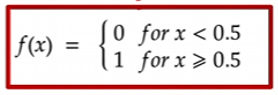 f(x) = { 0 for x < 0.5
1 for x ⩾ 0.5